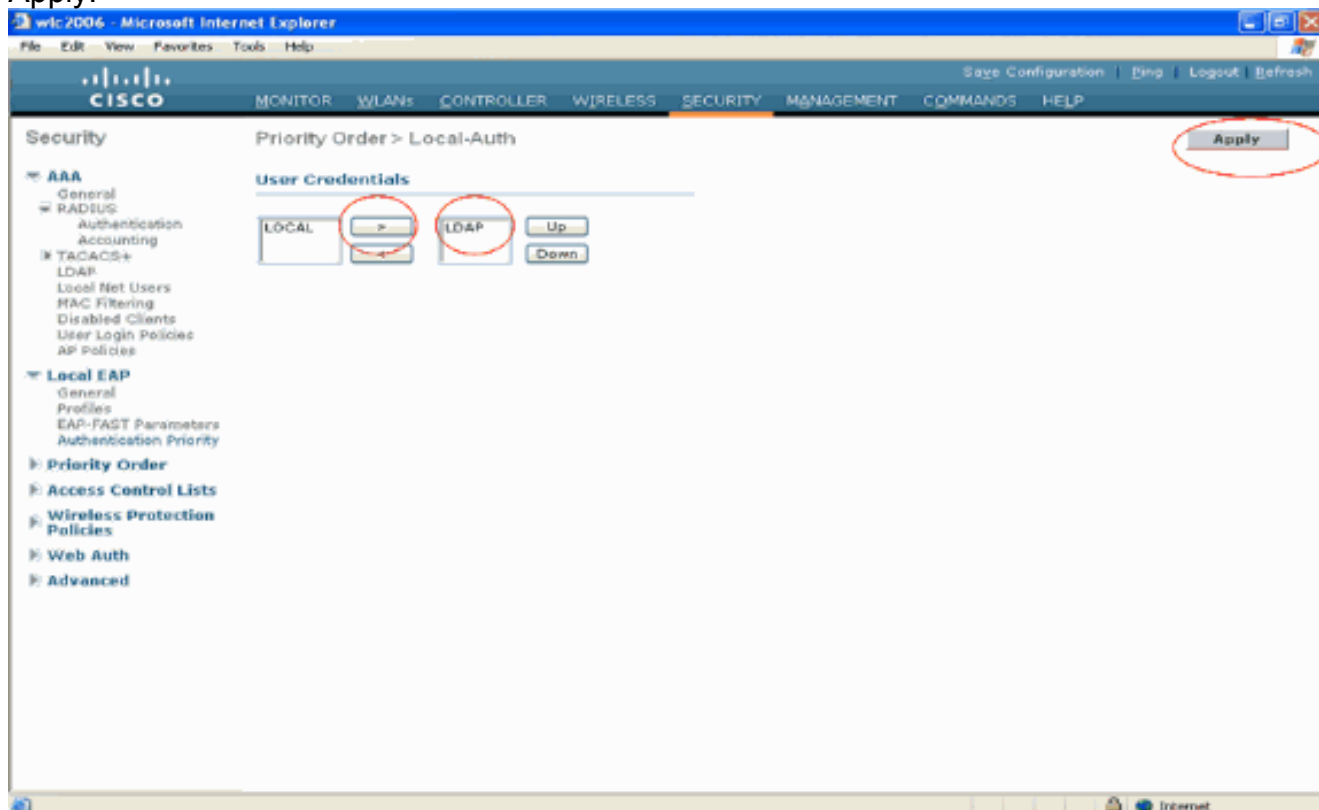 Apply.
wlc2006 - Microsoft Internet Explorer
File Edit View Favorites Tools Help
Save Configuration | Ping | Logout | Refresh
CISCO
MONITOR WLANs CONTROLLER WIRELESS SECURITY MANAGEMENT COMMANDS HELP
Security
Priority Order > Local-Auth
Apply
AAA
General
RADIUS
Authentication
Accounting
TACACS+
LDAP
Local Net Users
MAC Filtering
Disabled Clients
User Login Policies
AP Policies
Local EAP
General
Profiles
EAP-FAST Parameters
Authentication Priority
Priority Order
Access Control Lists
Wireless Protection
Policies
Web Auth
Advanced
User Credentials
LOCAL > LDAP Up
< Down
Internet